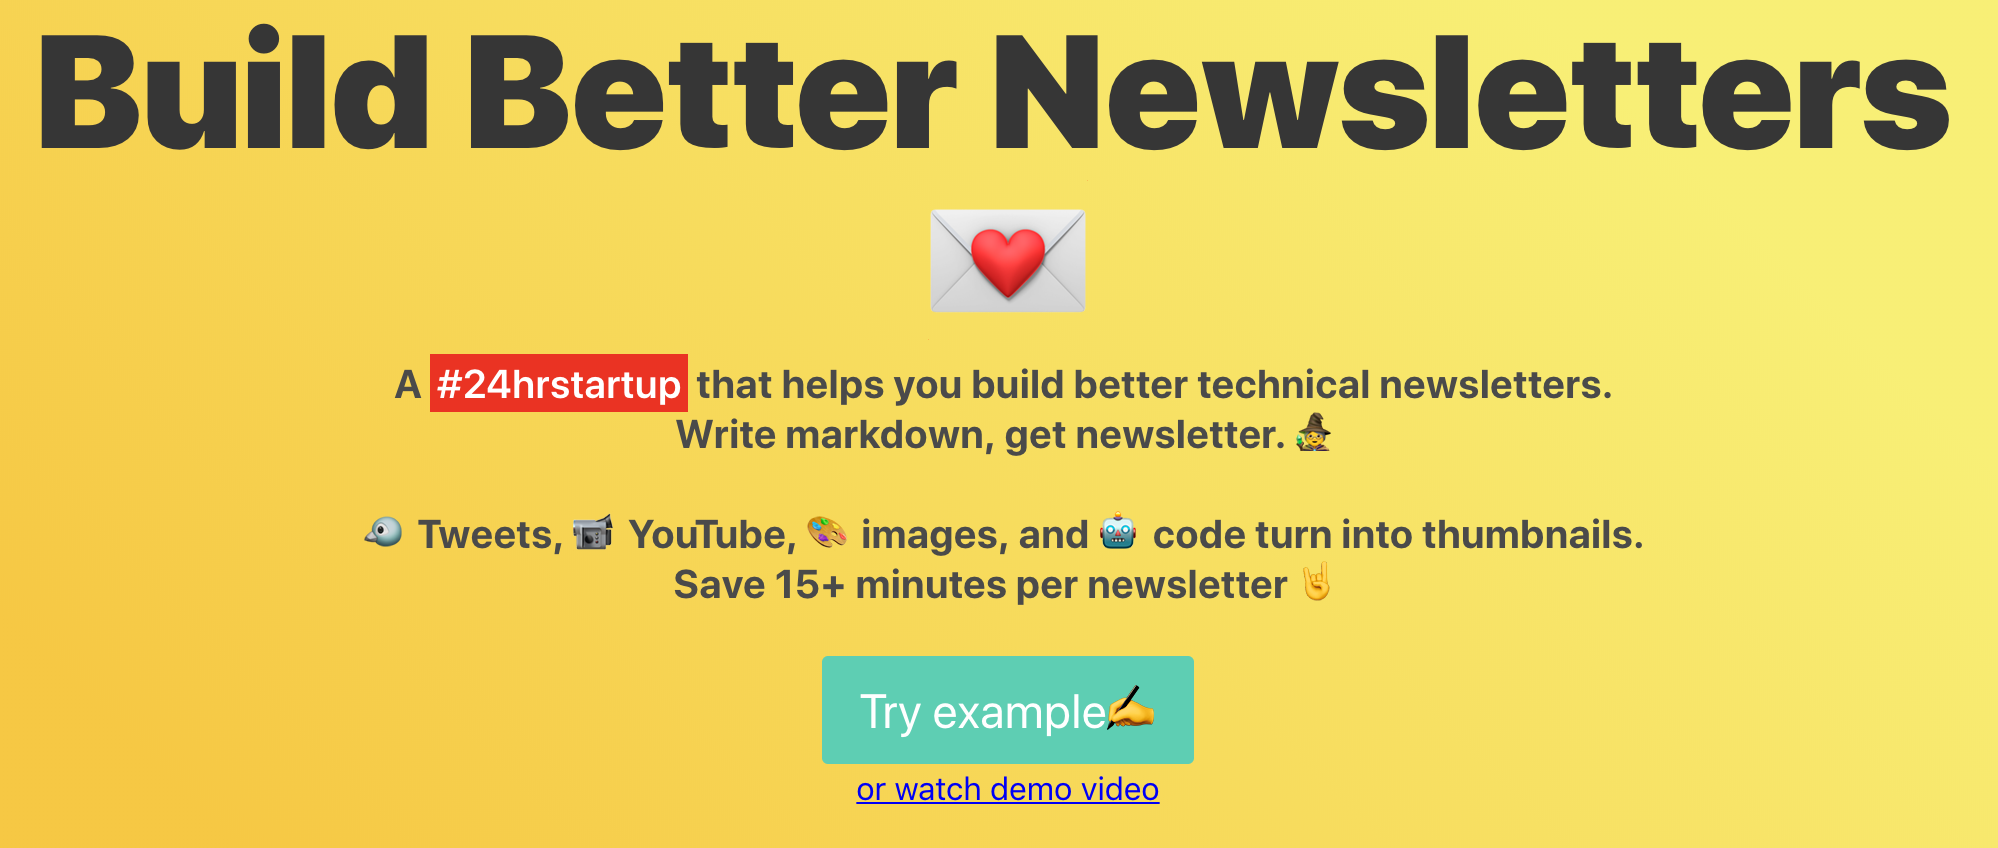 Build Better Newsletters
💌
A #24hrstartup that helps you build better technical newsletters.
Write markdown, get newsletter. 🧙
🐦 Tweets, 📹 YouTube, 🎨 images, and 🤖 code turn into thumbnails.
Save 15+ minutes per newsletter 🤘
Try example✍️
or watch demo video